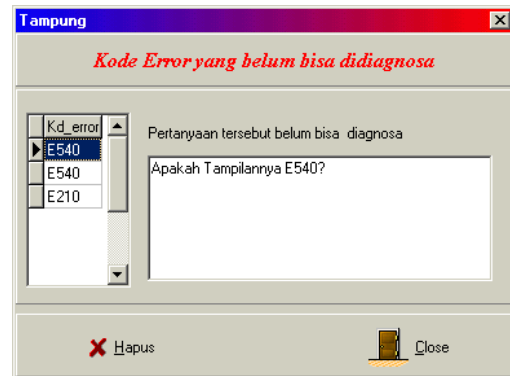 Tampung
Kode Error yang belum bisa didiagnosa
Kd_error
E540
E540
E210
Pertanyaan tersebut belum bisa diagnosa
Apakah Tampilannya E540?
Hapus
Close